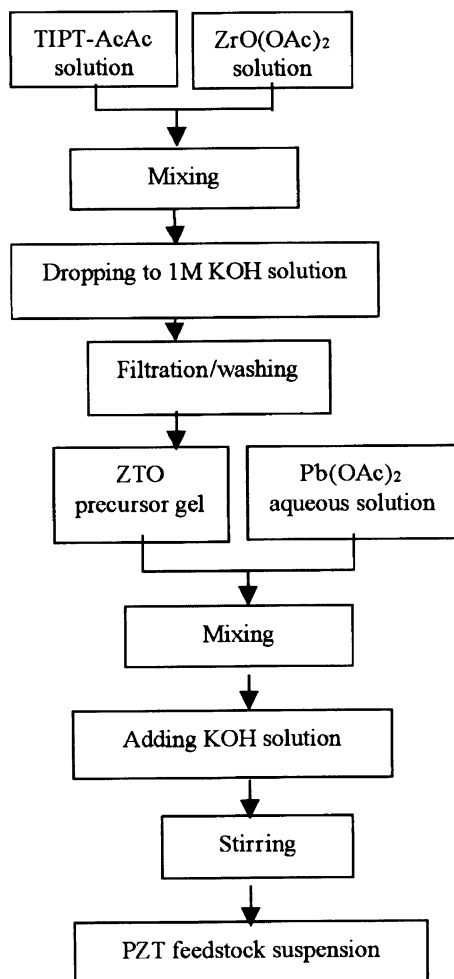 TIPT-AcAc
solution
ZrO(OAc)₂
solution
Mixing
Dropping to 1M KOH solution
Filtration/washing
ZTO
precursor gel
Pb(OAc)₂
aqueous solution
Mixing
Adding KOH solution
Stirring
PZT feedstock suspension